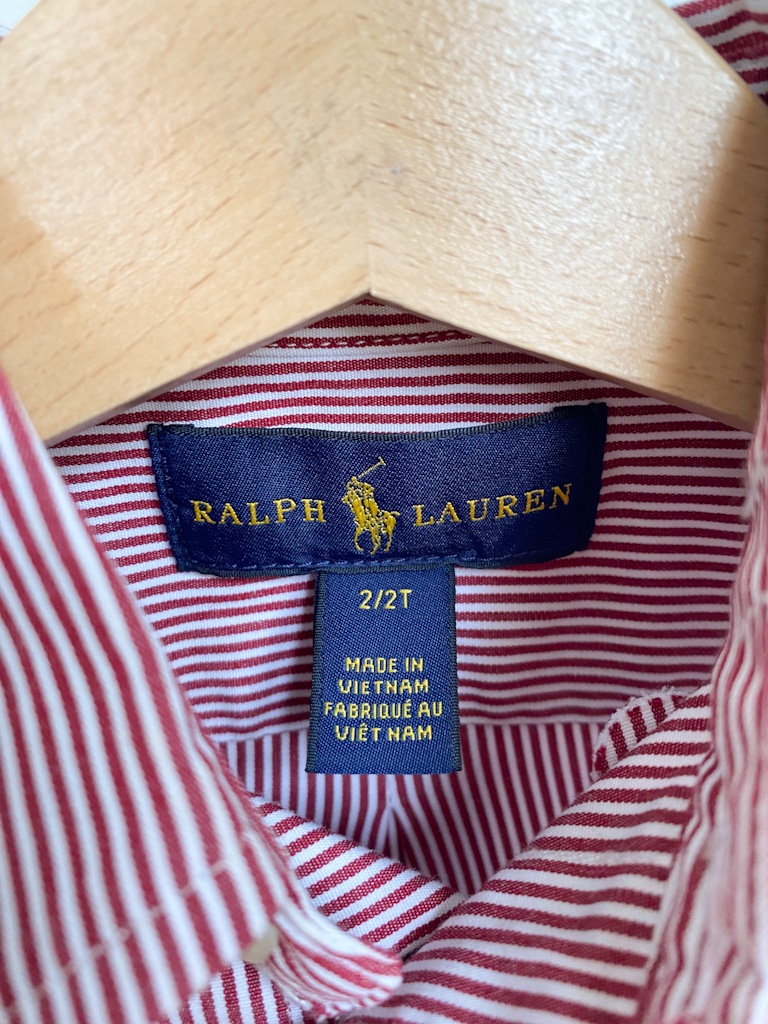 RALPH LAUREN
2/2T
MADE IN
VIETNAM
FABRIQUÉ AU
VIÊT NAM